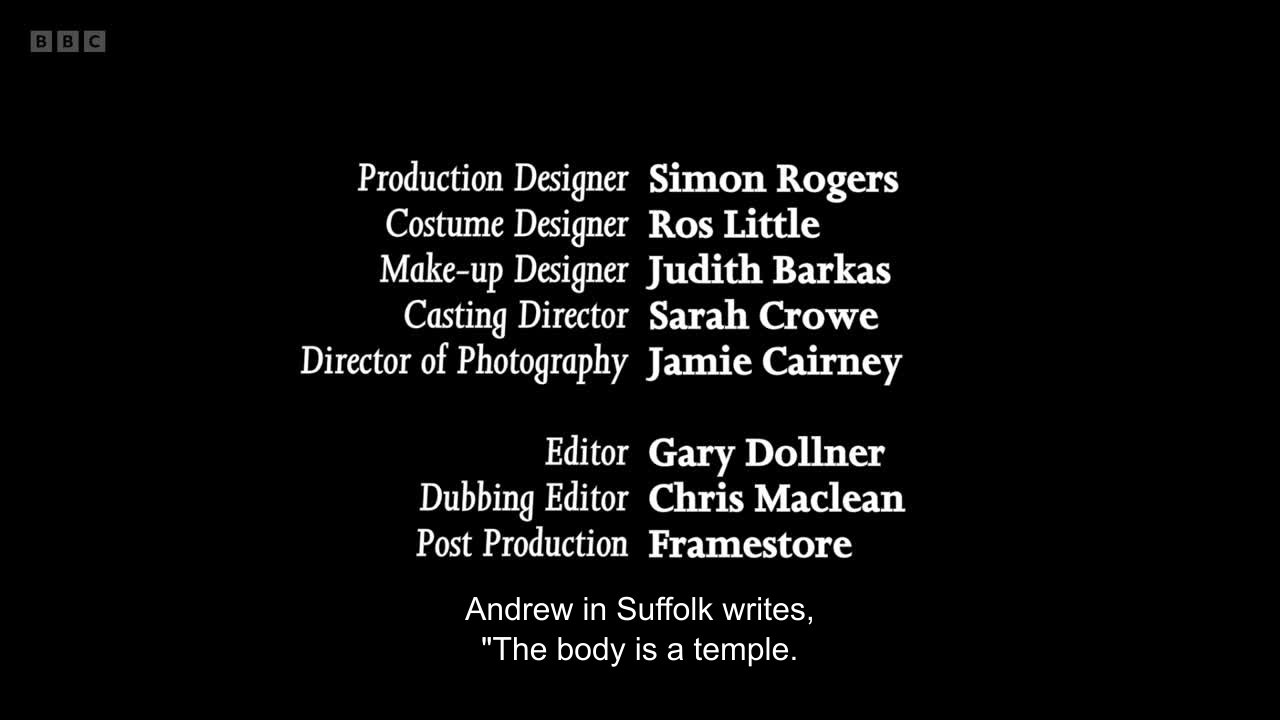 BBC
Production Designer Simon Rogers
Costume Designer Ros Little
Make-up Designer Judith Barkas
Casting Director Sarah Crowe
Director of Photography Jamie Cairney
Editor Gary Dollner
Dubbing Editor Chris Maclean
Post Production Framestore
Andrew in Suffolk writes,
"The body is a temple.